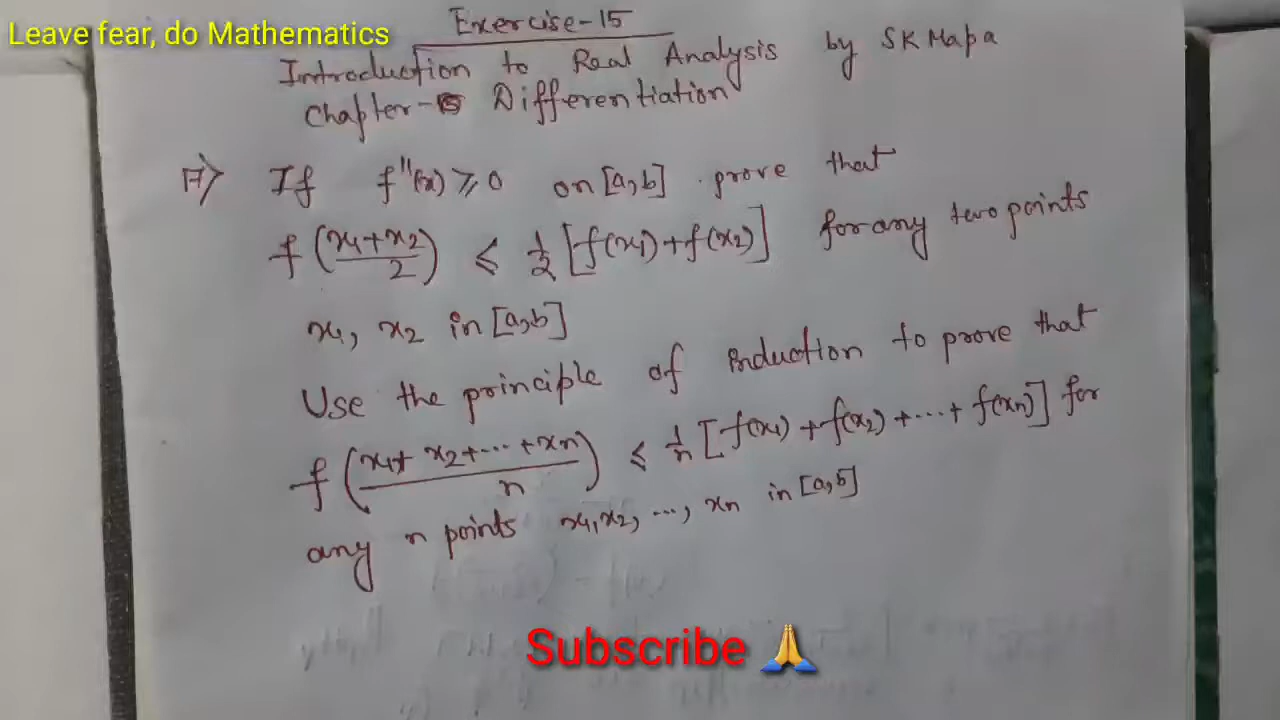 Leave fear, do Mathematics
Exercise-15
Introduction to Real Analysis by SK Mapa
Chapter- Differentiation
If f''(x) ≥ 0 on [a,b] . prove that
f((x1+x2)/2) ≤ 1/2 [f(x1)+f(x2)] for any two points
x1, x2 in [a,b]
Use the principle of induction to prove that
f((x1+x2+...+xn)/n) ≤ 1/n [f(x1)+f(x2)+...+f(xn)] for
any n points x1,x2, ..., xn in [a,b]
Subscribe 🙏